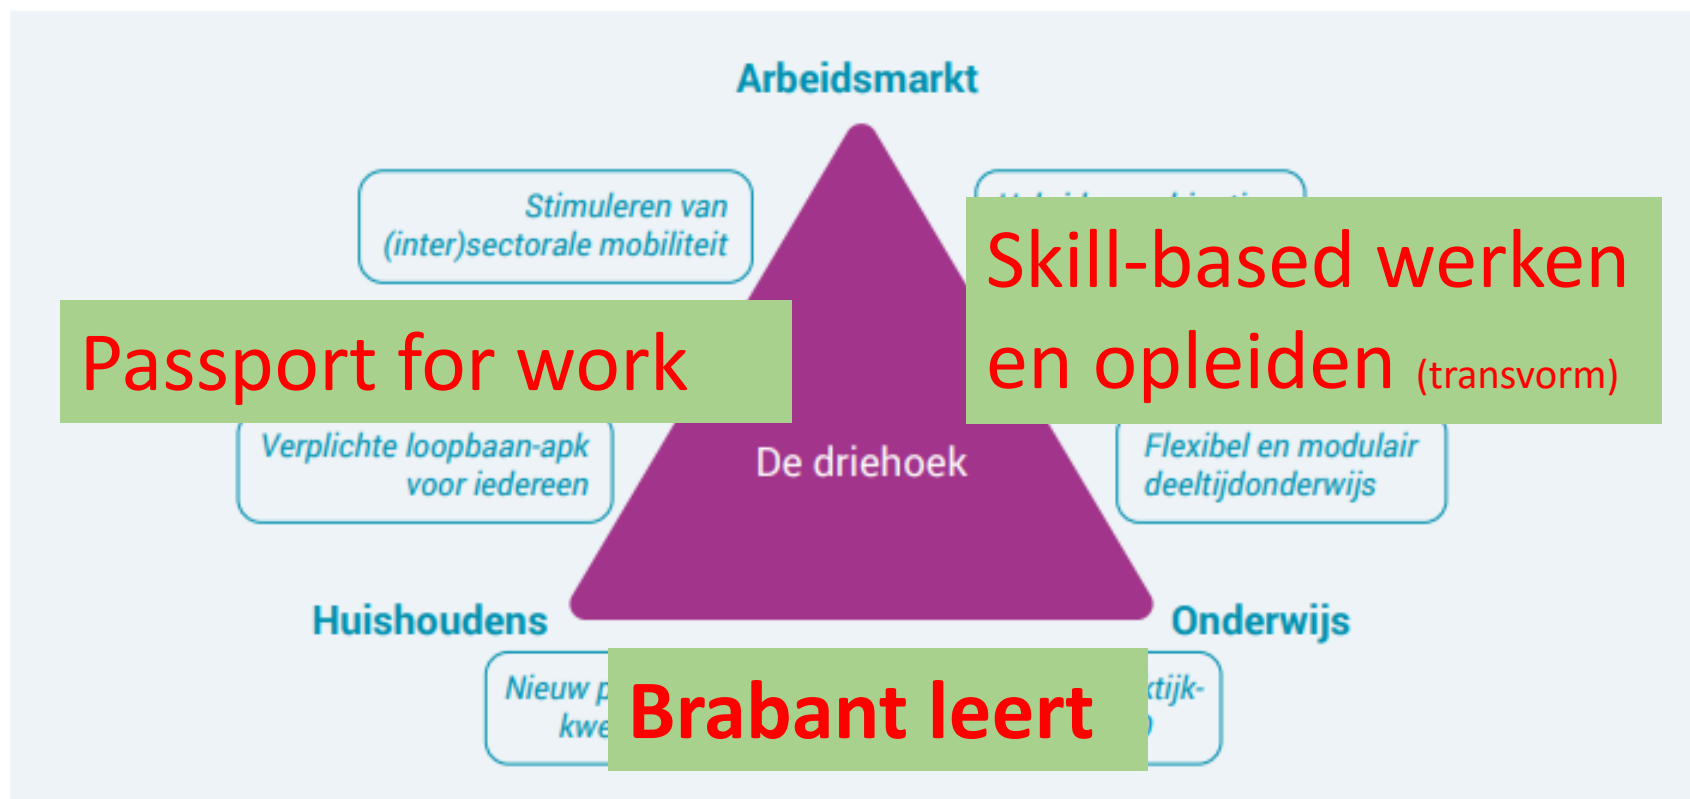 Arbeidsmarkt
Stimuleren van
(inter)sectorale mobiliteit
Skill-based werken
en opleiden (transvorm)
Passport for work
Verplichte loopbaan-apk
voor iedereen
De driehoek
Flexibel en modulair
deeltijdonderwijs
Huishoudens
Onderwijs
Nieuw
Brabant leert